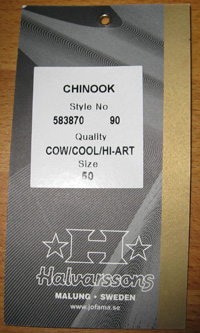 CHINOOK
Style No
583870 90
Quality
COW/COOL/HI-ART
Size
50
H
Halvarssons
MALUNG • SWEDEN
www.jofama.se